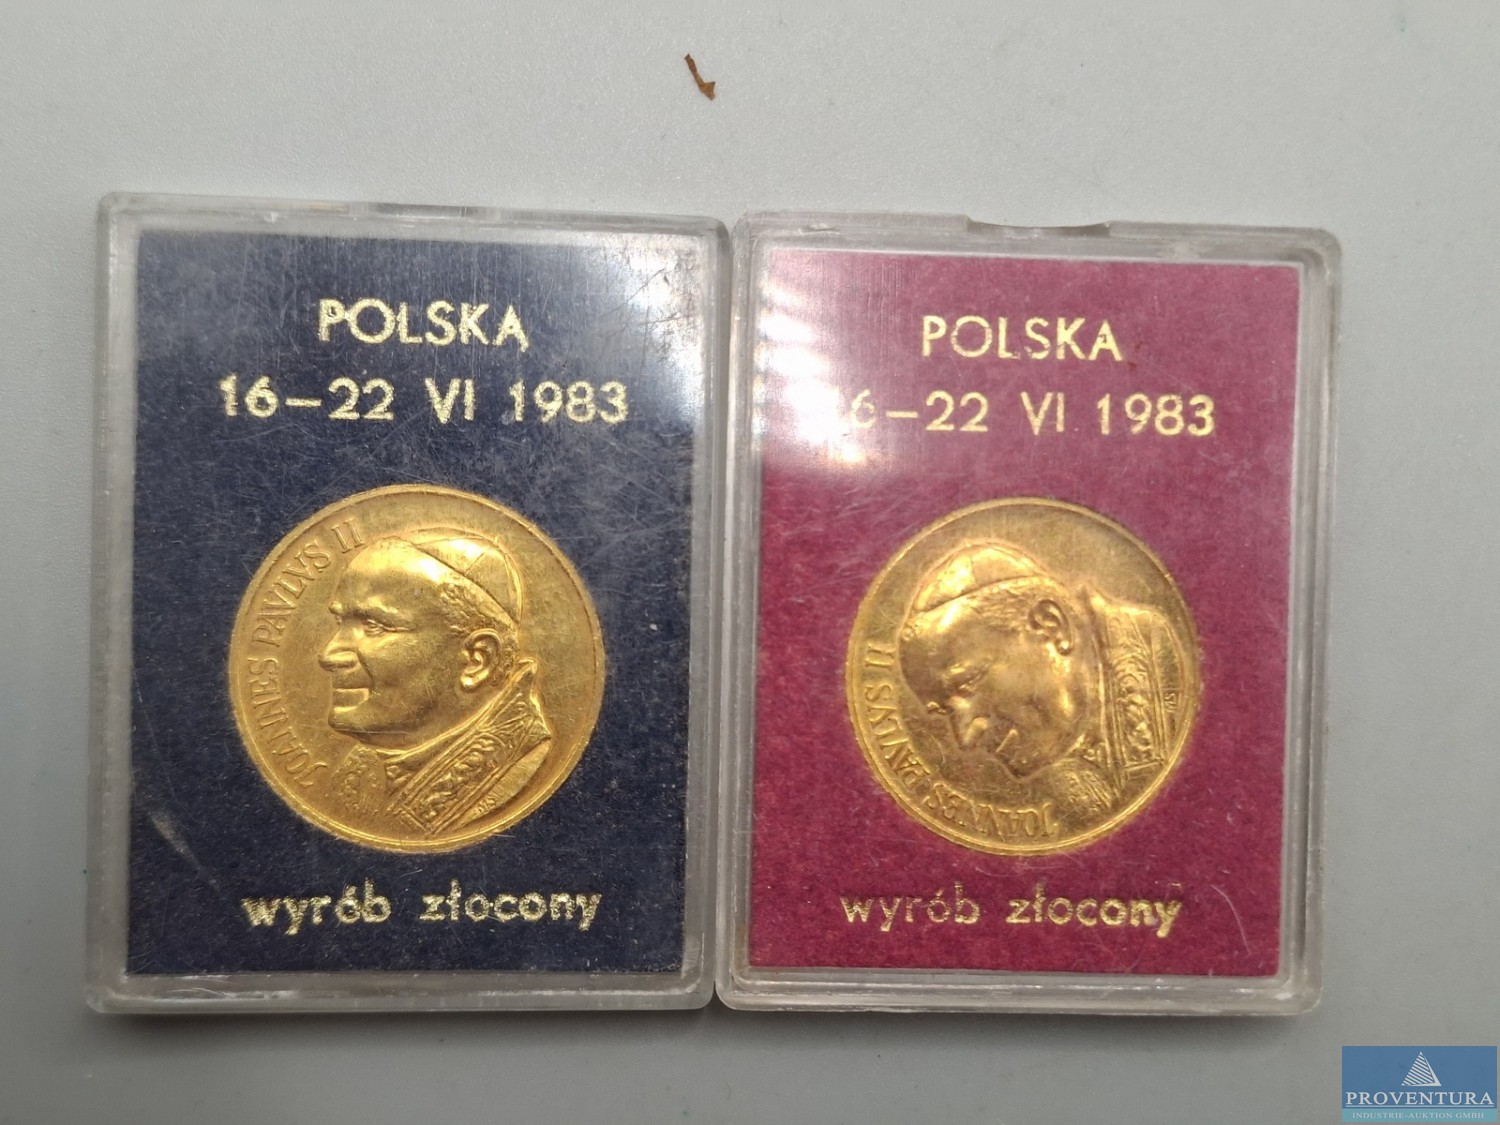 POLSKA
16-22 VI 1983
JOANNES PAVLVS II
wyrób złocony
POLSKA
6-22 VI 1983
JOANNES PAVLVS II
wyrób złocony
PROVENTURA
INDUSTRIE-AUKTION GMBH